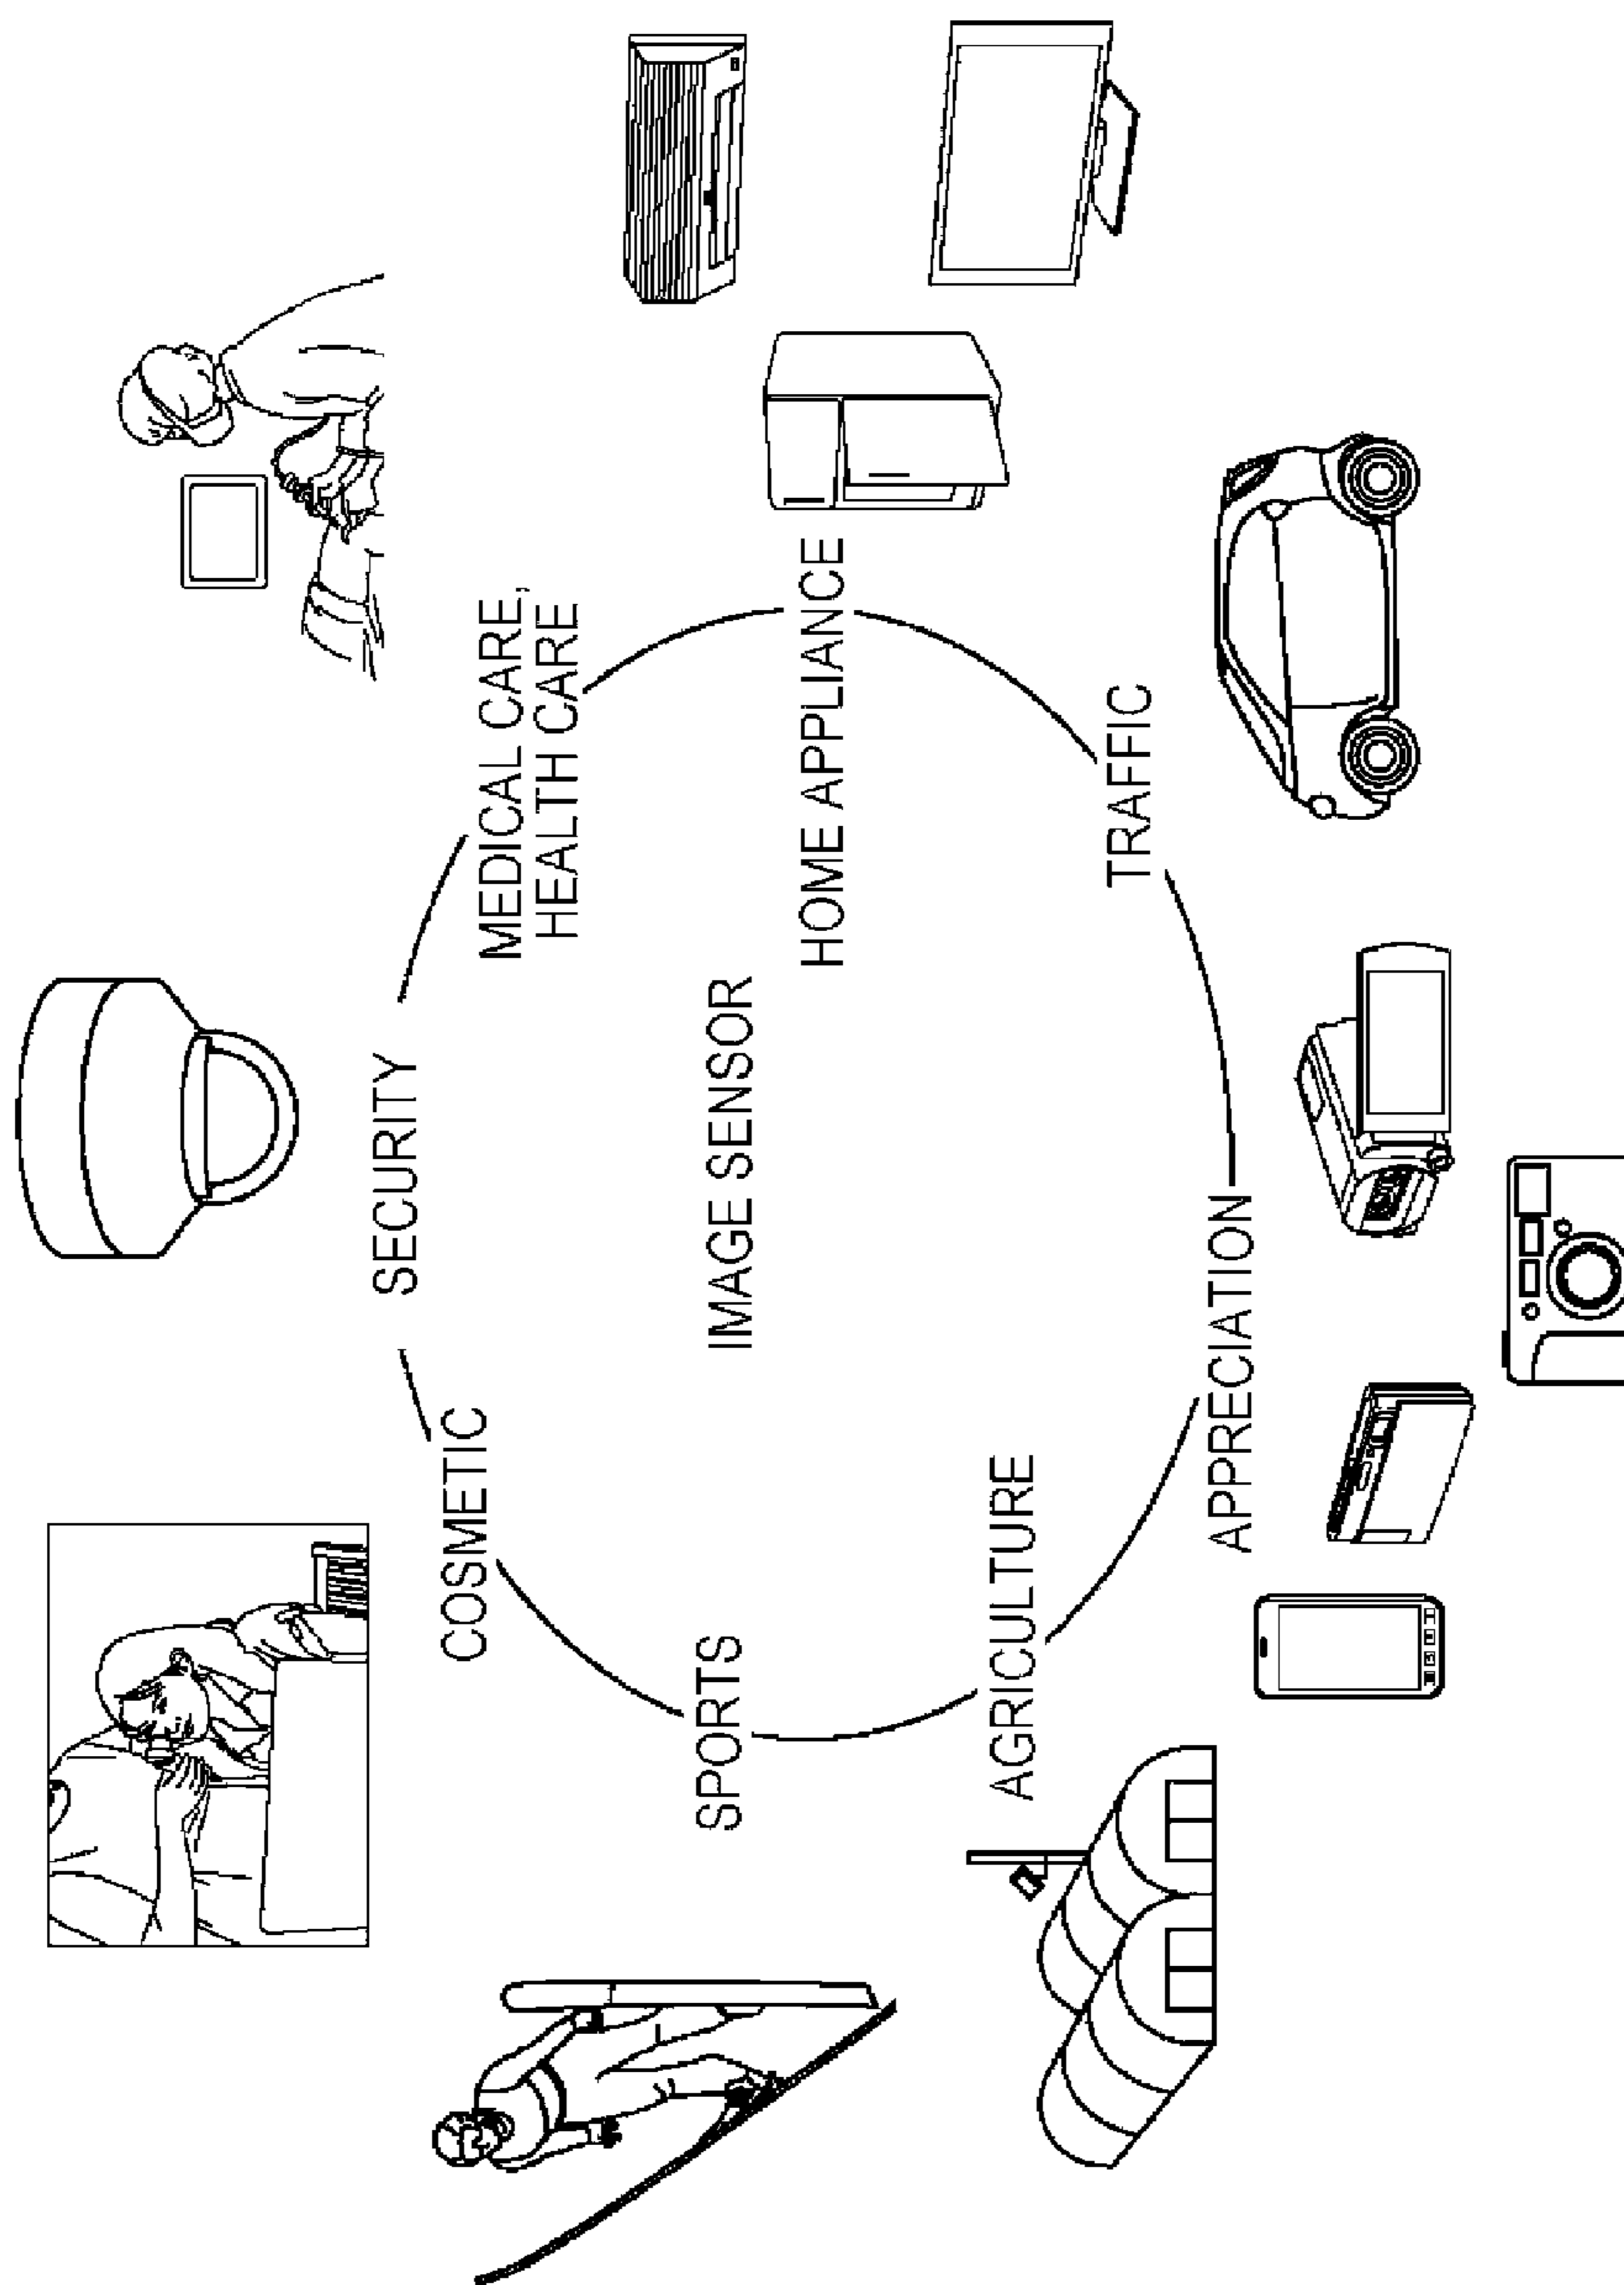 SECURITY
COSMETIC
MEDICAL CARE,
HEALTH CARE
SPORTS
IMAGE SENSOR
HOME APPLIANCE
AGRICULTURE
TRAFFIC
APPRECIATION